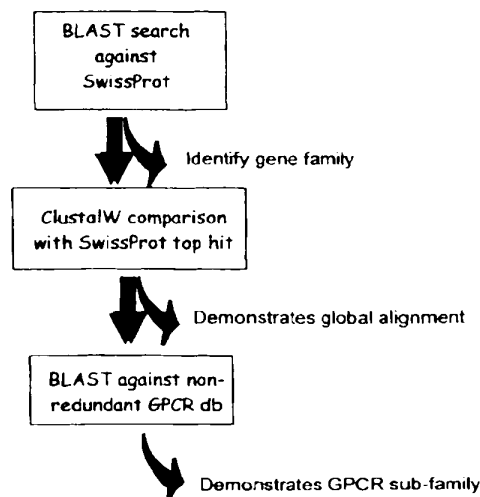 BLAST search
against
SwissProt
Identify gene family
ClustalW comparison
with SwissProt top hit
Demonstrates global alignment
BLAST against non-
redundant GPCR db
Demonstrates GPCR sub-family